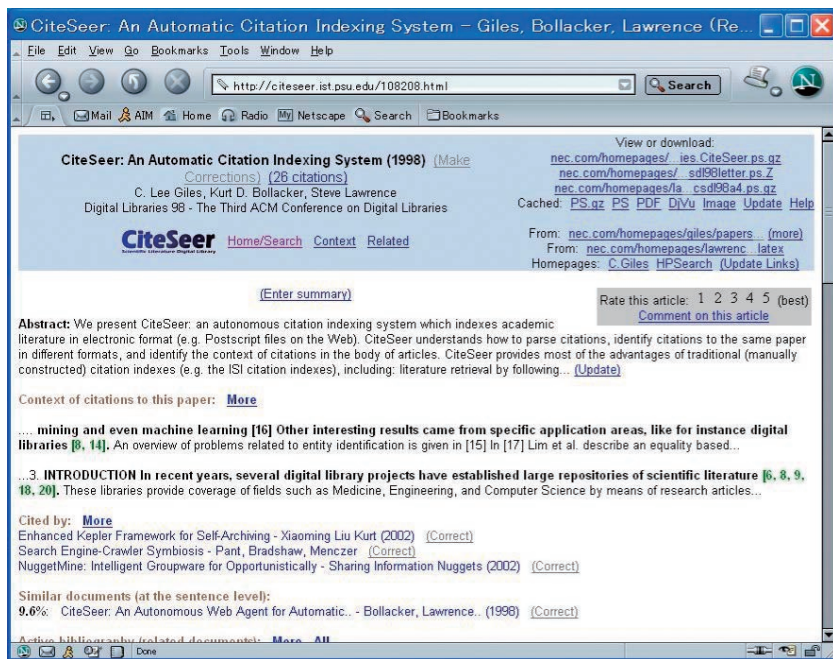 CiteSeer: An Automatic Citation Indexing System - Giles, Bollacker, Lawrence (Re...
File Edit View Go Bookmarks Tools Window Help
http://citeseer.ist.psu.edu/108208.html Search
Mail AIM Home Radio My Netscape Search Bookmarks
CiteSeer: An Automatic Citation Indexing System (1998) (Make Corrections) (26 citations)
C. Lee Giles, Kurt D. Bollacker, Steve Lawrence
Digital Libraries 98 - The Third ACM Conference on Digital Libraries
CiteSeer Home/Search Context Related
Scientific Literature Digital Library
View or download:
nec.com/homepages/... ies.CiteSeer.ps.gz
nec.com/homepages/... sdl98letter.ps.Z
nec.com/homepages/la... csdl98a4.ps.gz
Cached: PS.gz PS PDF DjVu Image Update Help
From: nec.com/homepages/giles/papers... (more)
From: nec.com/homepages/lawrenc... latex
Homepages: C.Giles HPSearch (Update Links)
(Enter summary)
Rate this article: 1 2 3 4 5 (best)
Comment on this article
Abstract: We present CiteSeer: an autonomous citation indexing system which indexes academic
literature in electronic format (e.g. Postscript files on the Web). CiteSeer understands how to parse citations, identify citations to the same paper
in different formats, and identify the context of citations in the body of articles. CiteSeer provides most of the advantages of traditional (manually
constructed) citation indexes (e.g. the ISI citation indexes), including: literature retrieval by following... (Update)
Context of citations to this paper: More
.... mining and even machine learning [16] Other interesting results came from specific application areas, like for instance digital
libraries [8, 14]. An overview of problems related to entity identification is given in [15] In [17] Lim et al. describe an equality based...
...3. INTRODUCTION In recent years, several digital library projects have established large repositories of scientific literature [6, 8, 9,
18, 20]. These libraries provide coverage of fields such as Medicine, Engineering, and Computer Science by means of research articles...
Cited by: More
Enhanced Kepler Framework for Self-Archiving - Xiaoming Liu Kurt (2002) (Correct)
Search Engine-Crawler Symbiosis - Pant, Bradshaw, Menczer (Correct)
NuggetMine: Intelligent Groupware for Opportunistically - Sharing Information Nuggets (2002) (Correct)
Similar documents (at the sentence level):
9.6%: CiteSeer: An Autonomous Web Agent for Automatic.. - Bollacker, Lawrence.. (1998) (Correct)
Active bibliography (related documents): More All
Done